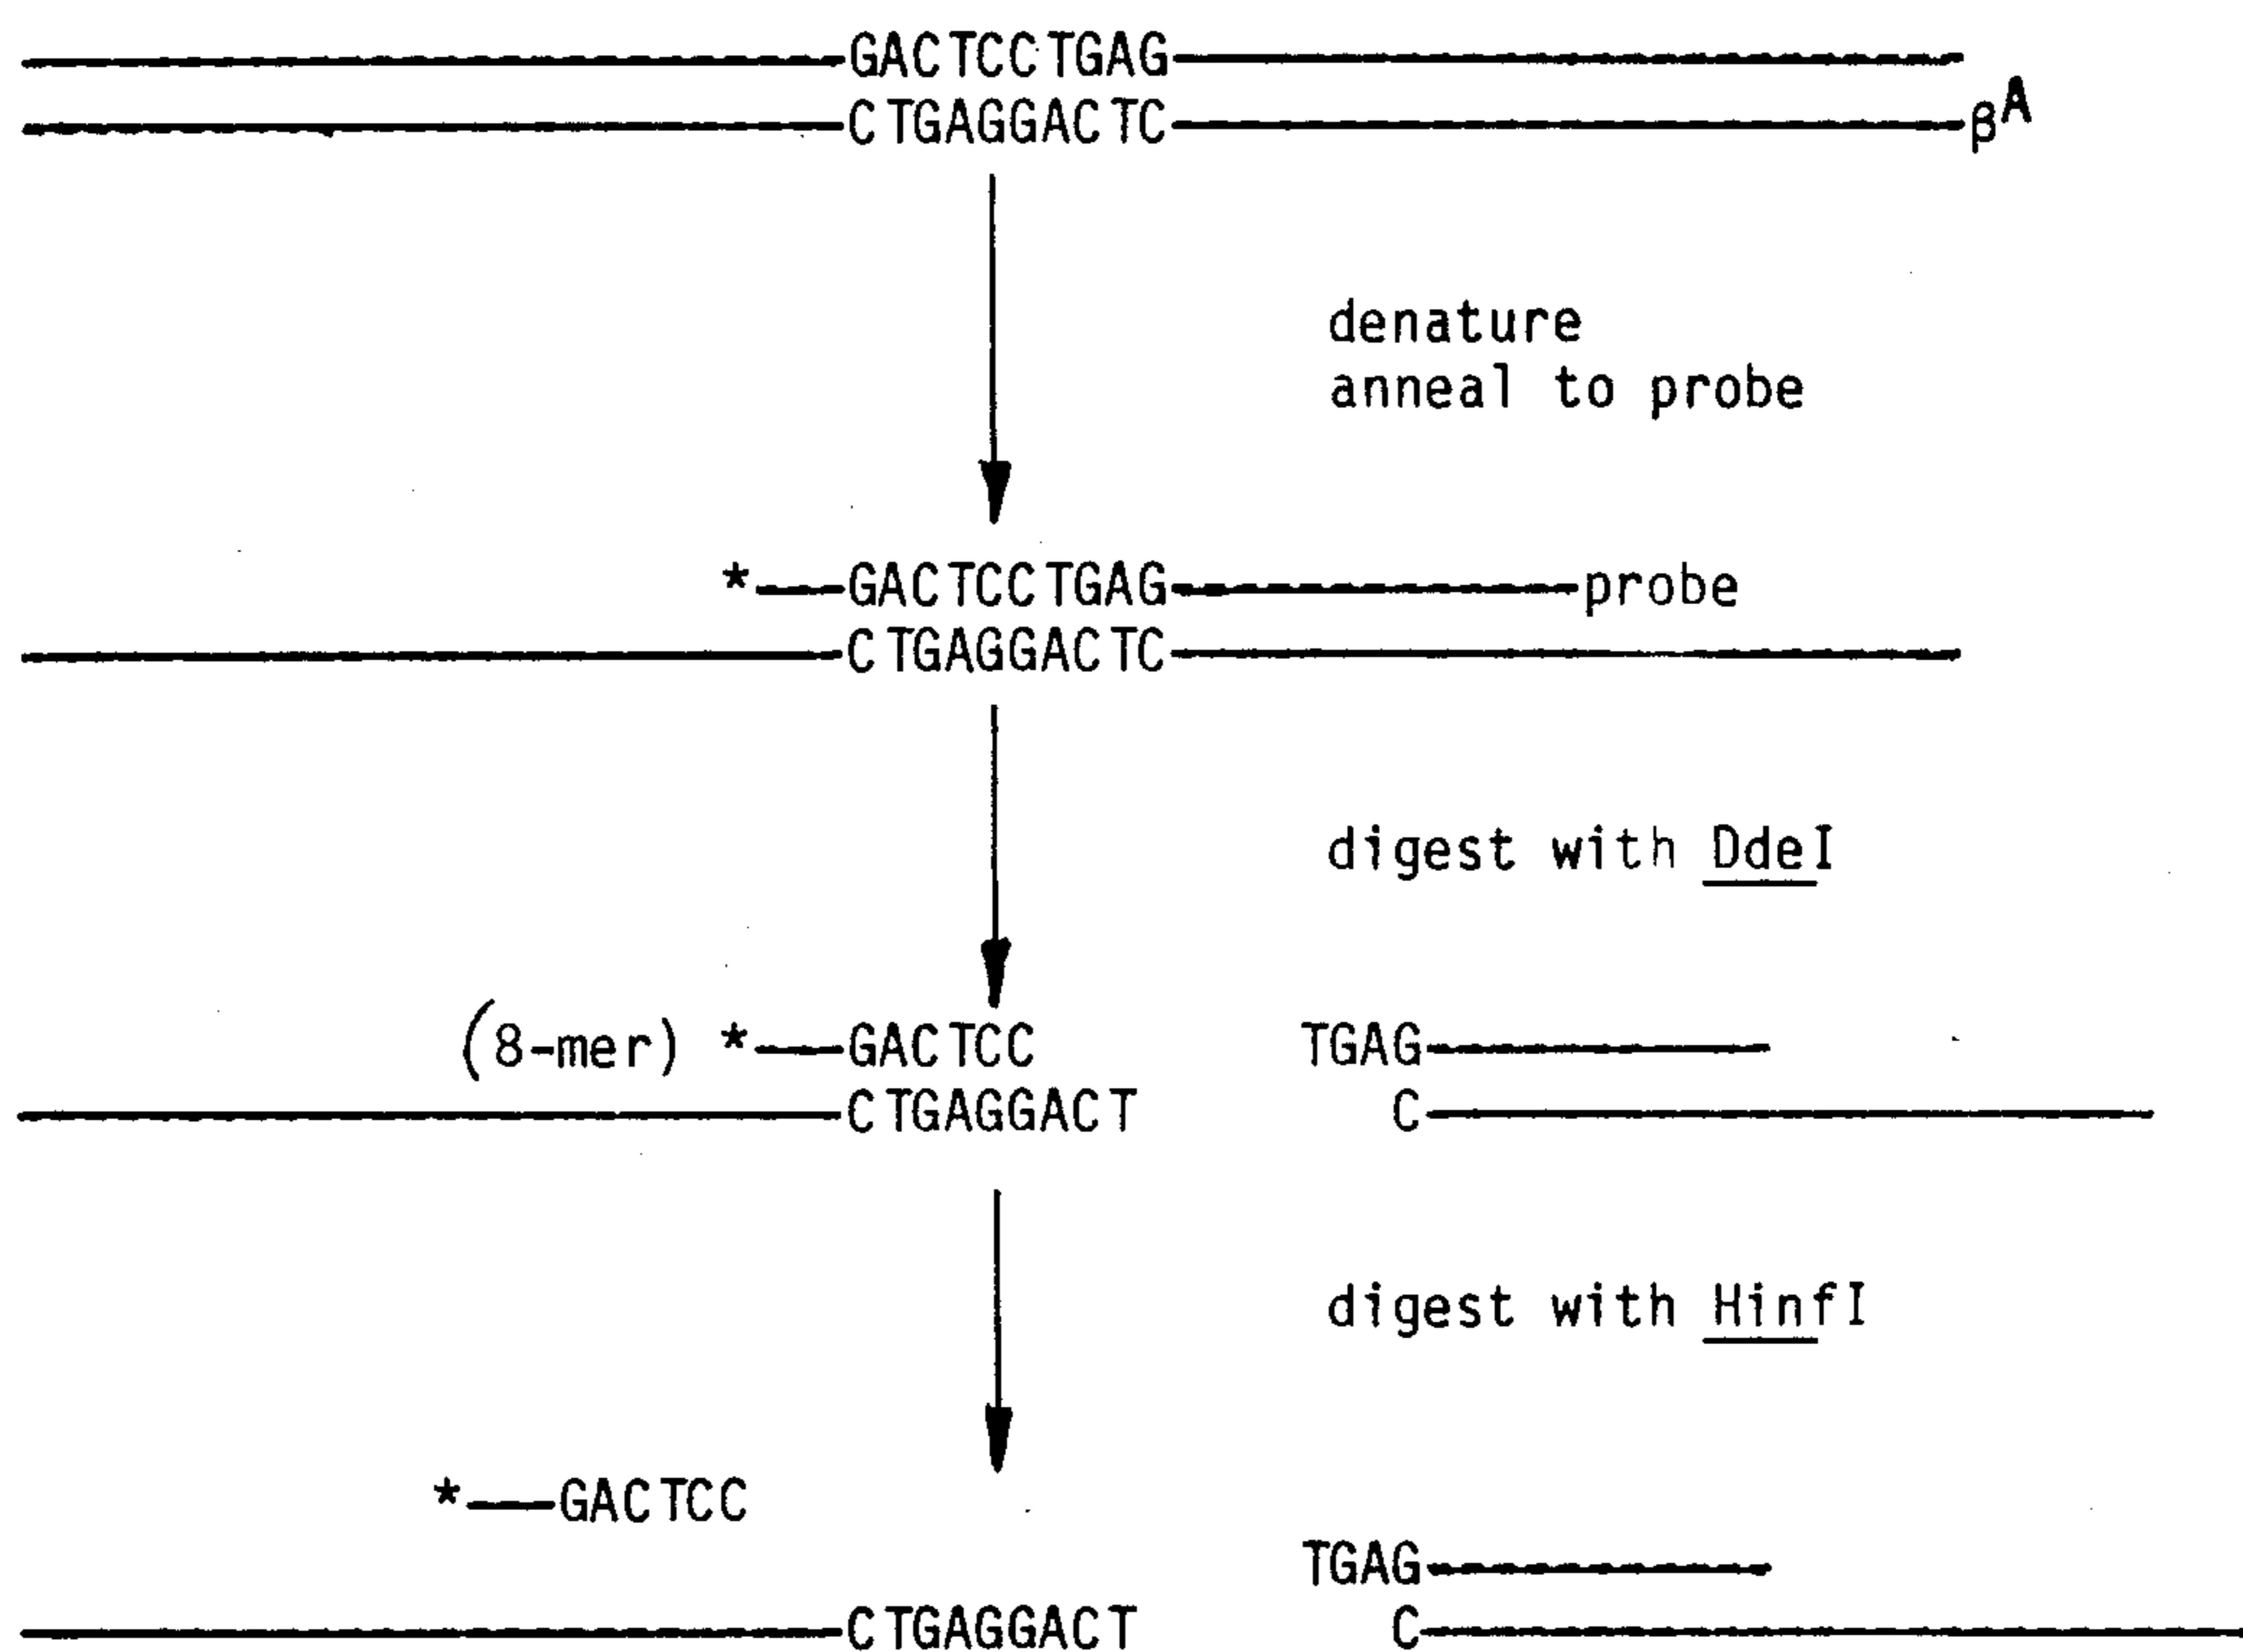 GACTCCTGAG
CTGAGGACTC βA
denature
anneal to probe
*GACTCCTGAG probe
CTGAGGACTC
digest with DdeI
(8-mer) *GACTCC TGAG
CTGAGGACT C
digest with HinfI
*GACTCC
TGAG
CTGAGGACT C